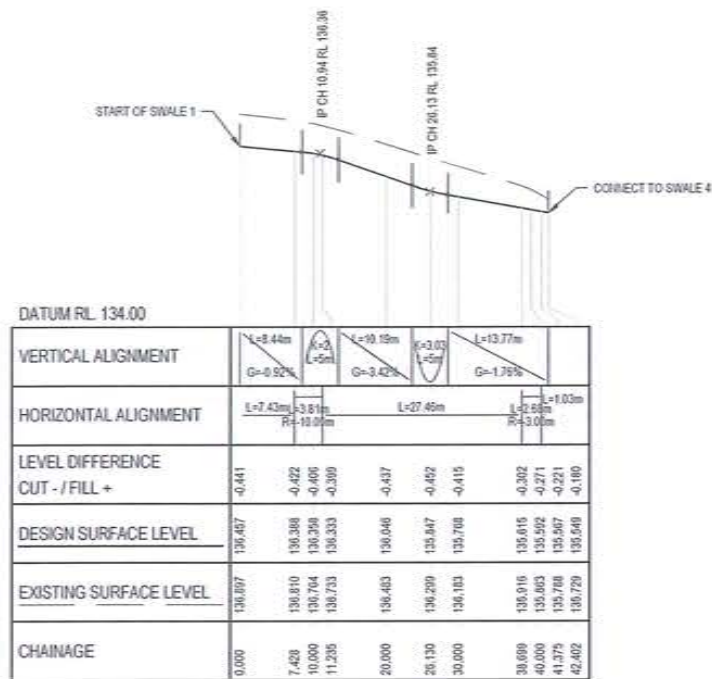 IP CH 10.94 RL 136.36
IP CH 26.13 RL 135.84
START OF SWALE 1
CONNECT TO SWALE 4
DATUM RL. 134.00
VERTICAL ALIGNMENT
L=8.44m G=-0.92% K=2 L=5m L=10.19m G=-3.42% K=3.03 L=5m L=13.77m G=-1.76%
HORIZONTAL ALIGNMENT
L=7.43m L=3.81m R=-10.00m L=27.46m L=2.68m R=-3.00m L=1.03m
LEVEL DIFFERENCE
CUT - / FILL +
-0.441 -0.422 -0.406 -0.399 -0.437 -0.452 -0.415 -0.302 -0.271 -0.221 -0.180
DESIGN SURFACE LEVEL
136.457 136.388 136.358 136.333 136.046 135.847 135.768 135.615 135.592 135.567 135.549
EXISTING SURFACE LEVEL
136.897 136.810 136.764 136.733 136.483 136.299 136.183 135.916 135.863 135.788 135.729
CHAINAGE
0.000 7.428 10.000 11.235 20.000 26.130 30.000 38.699 40.000 41.375 42.402